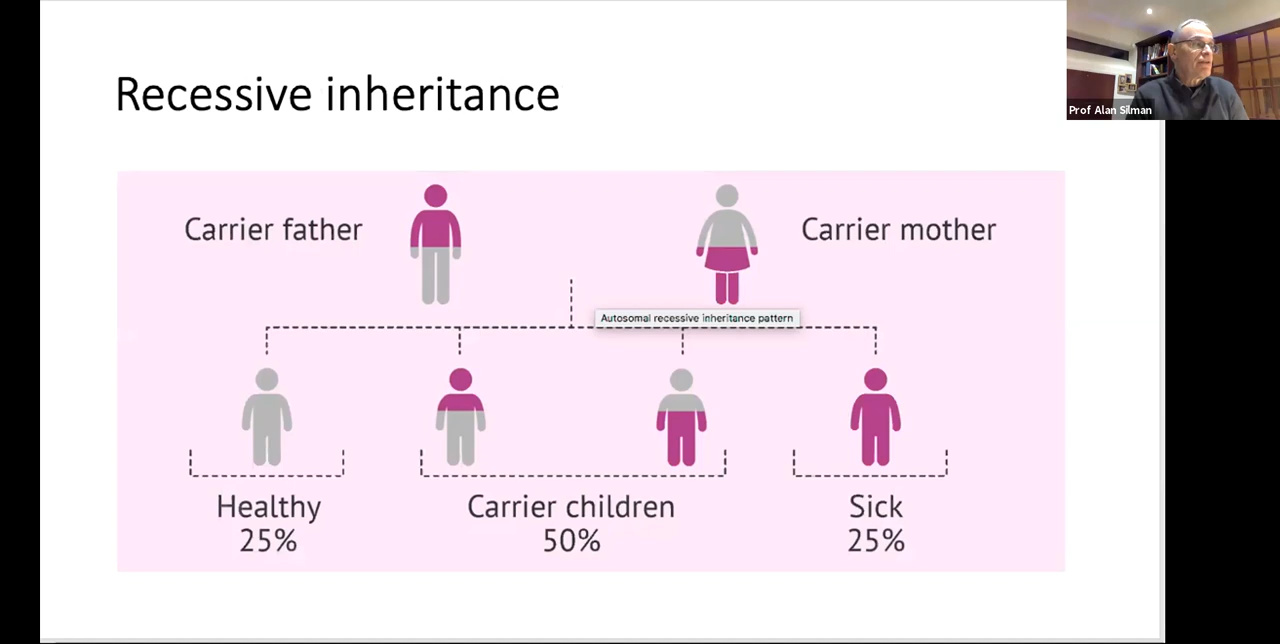 Recessive inheritance
Prof Alan Silman
Carrier father
Carrier mother
Autosomal recessive inheritance pattern
Healthy
25%
Carrier children
50%
Sick
25%